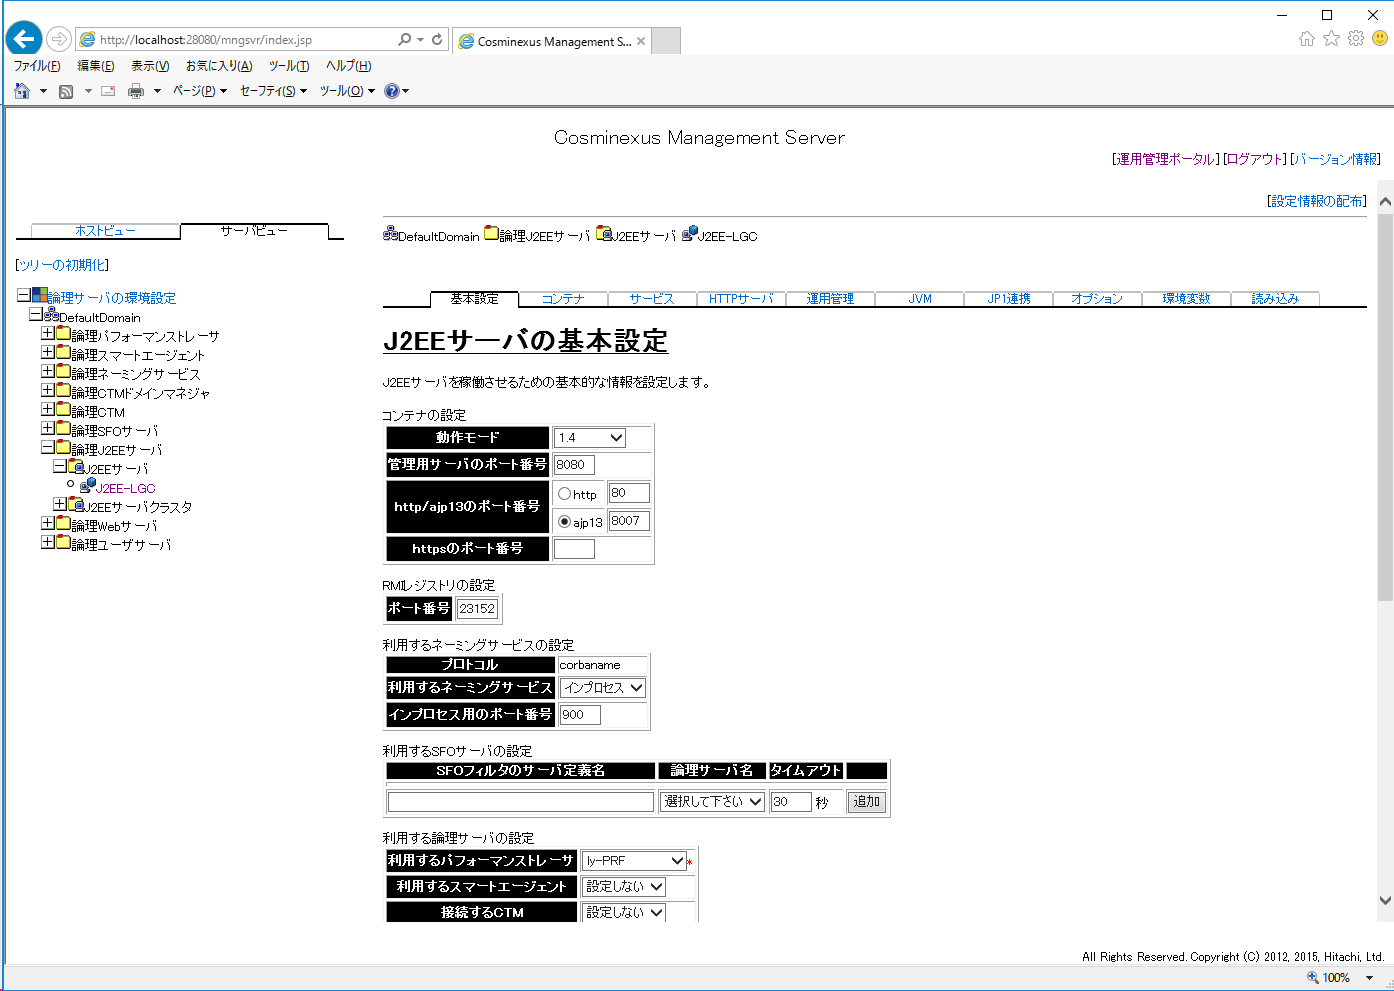 http://localhost:28080/mngsvr/index.jsp
Cosminexus Management S...
ファイル(F) 編集(E) 表示(V) お気に入り(A) ツール(T) ヘルプ(H)
ページ(P) セーフティ(S) ツール(O)
Cosminexus Management Server
[運用管理ポータル] [ログアウト] [バージョン情報]
[設定情報の配布]
ホストビュー サーバビュー
[ツリーの初期化]
論理サーバの環境設定
DefaultDomain
論理パフォーマンストレーサ
論理スマートエージェント
論理ネーミングサービス
論理CTMドメインマネジャ
論理CTM
論理SFOサーバ
論理J2EEサーバ
J2EEサーバ
J2EE-LGC
J2EEサーバクラスタ
論理Webサーバ
論理ユーザサーバ
DefaultDomain 論理J2EEサーバ J2EEサーバ J2EE-LGC
基本設定 コンテナ サービス HTTPサーバ 運用管理 JVM JP1連携 オプション 環境変数 読み込み
J2EEサーバの基本設定
J2EEサーバを稼働させるための基本的な情報を設定します。
コンテナの設定
動作モード 1.4
管理用サーバのポート番号 8080
http/ajp13のポート番号 http 80
ajp13 8007
httpsのポート番号
RMIレジストリの設定
ポート番号 23152
利用するネーミングサービスの設定
プロトコル corbaname
利用するネーミングサービス インプロセス
インプロセス用のポート番号 900
利用するSFOサーバの設定
SFOフィルタのサーバ定義名 論理サーバ名 タイムアウト
選択して下さい 30 秒 追加
利用する論理サーバの設定
利用するパフォーマンストレーサ ly-PRF *
利用するスマートエージェント 設定しない
接続するCTM 設定しない
All Rights Reserved. Copyright (C) 2012, 2015, Hitachi, Ltd.
100%